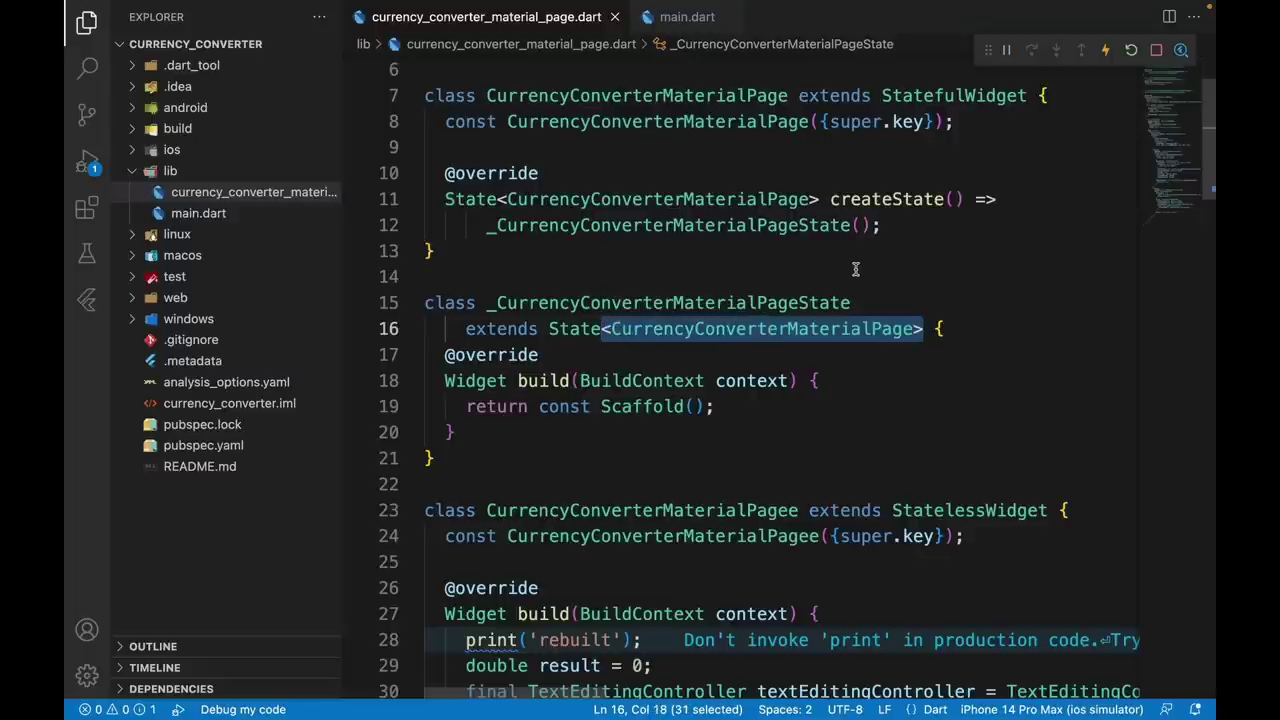 EXPLORER
CURRENCY_CONVERTER
.dart_tool
.idea
android
build
ios
lib
currency_converter_materi...
main.dart
linux
macos
test
web
windows
.gitignore
.metadata
analysis_options.yaml
currency_converter.iml
pubspec.lock
pubspec.yaml
README.md
OUTLINE
TIMELINE
DEPENDENCIES
1
currency_converter_material_page.dart
main.dart
lib > currency_converter_material_page.dart > _CurrencyConverterMaterialPageState
6
7 class CurrencyConverterMaterialPage extends StatefulWidget {
8 const CurrencyConverterMaterialPage({super.key});
9
10 @override
11 State<CurrencyConverterMaterialPage> createState() =>
12 _CurrencyConverterMaterialPageState();
13 }
14
15 class _CurrencyConverterMaterialPageState
16 extends State<CurrencyConverterMaterialPage> {
17 @override
18 Widget build(BuildContext context) {
19 return const Scaffold();
20 }
21 }
22
23 class CurrencyConverterMaterialPagee extends StatelessWidget {
24 const CurrencyConverterMaterialPagee({super.key});
25
26 @override
27 Widget build(BuildContext context) {
28 print('rebuilt'); Don't invoke 'print' in production code.⏎Try
29 double result = 0;
30 final TextEditingController textEditingController = TextEditingCo
0 0 1 Debug my code Ln 16, Col 18 (31 selected) Spaces: 2 UTF-8 LF {} Dart iPhone 14 Pro Max (ios simulator)